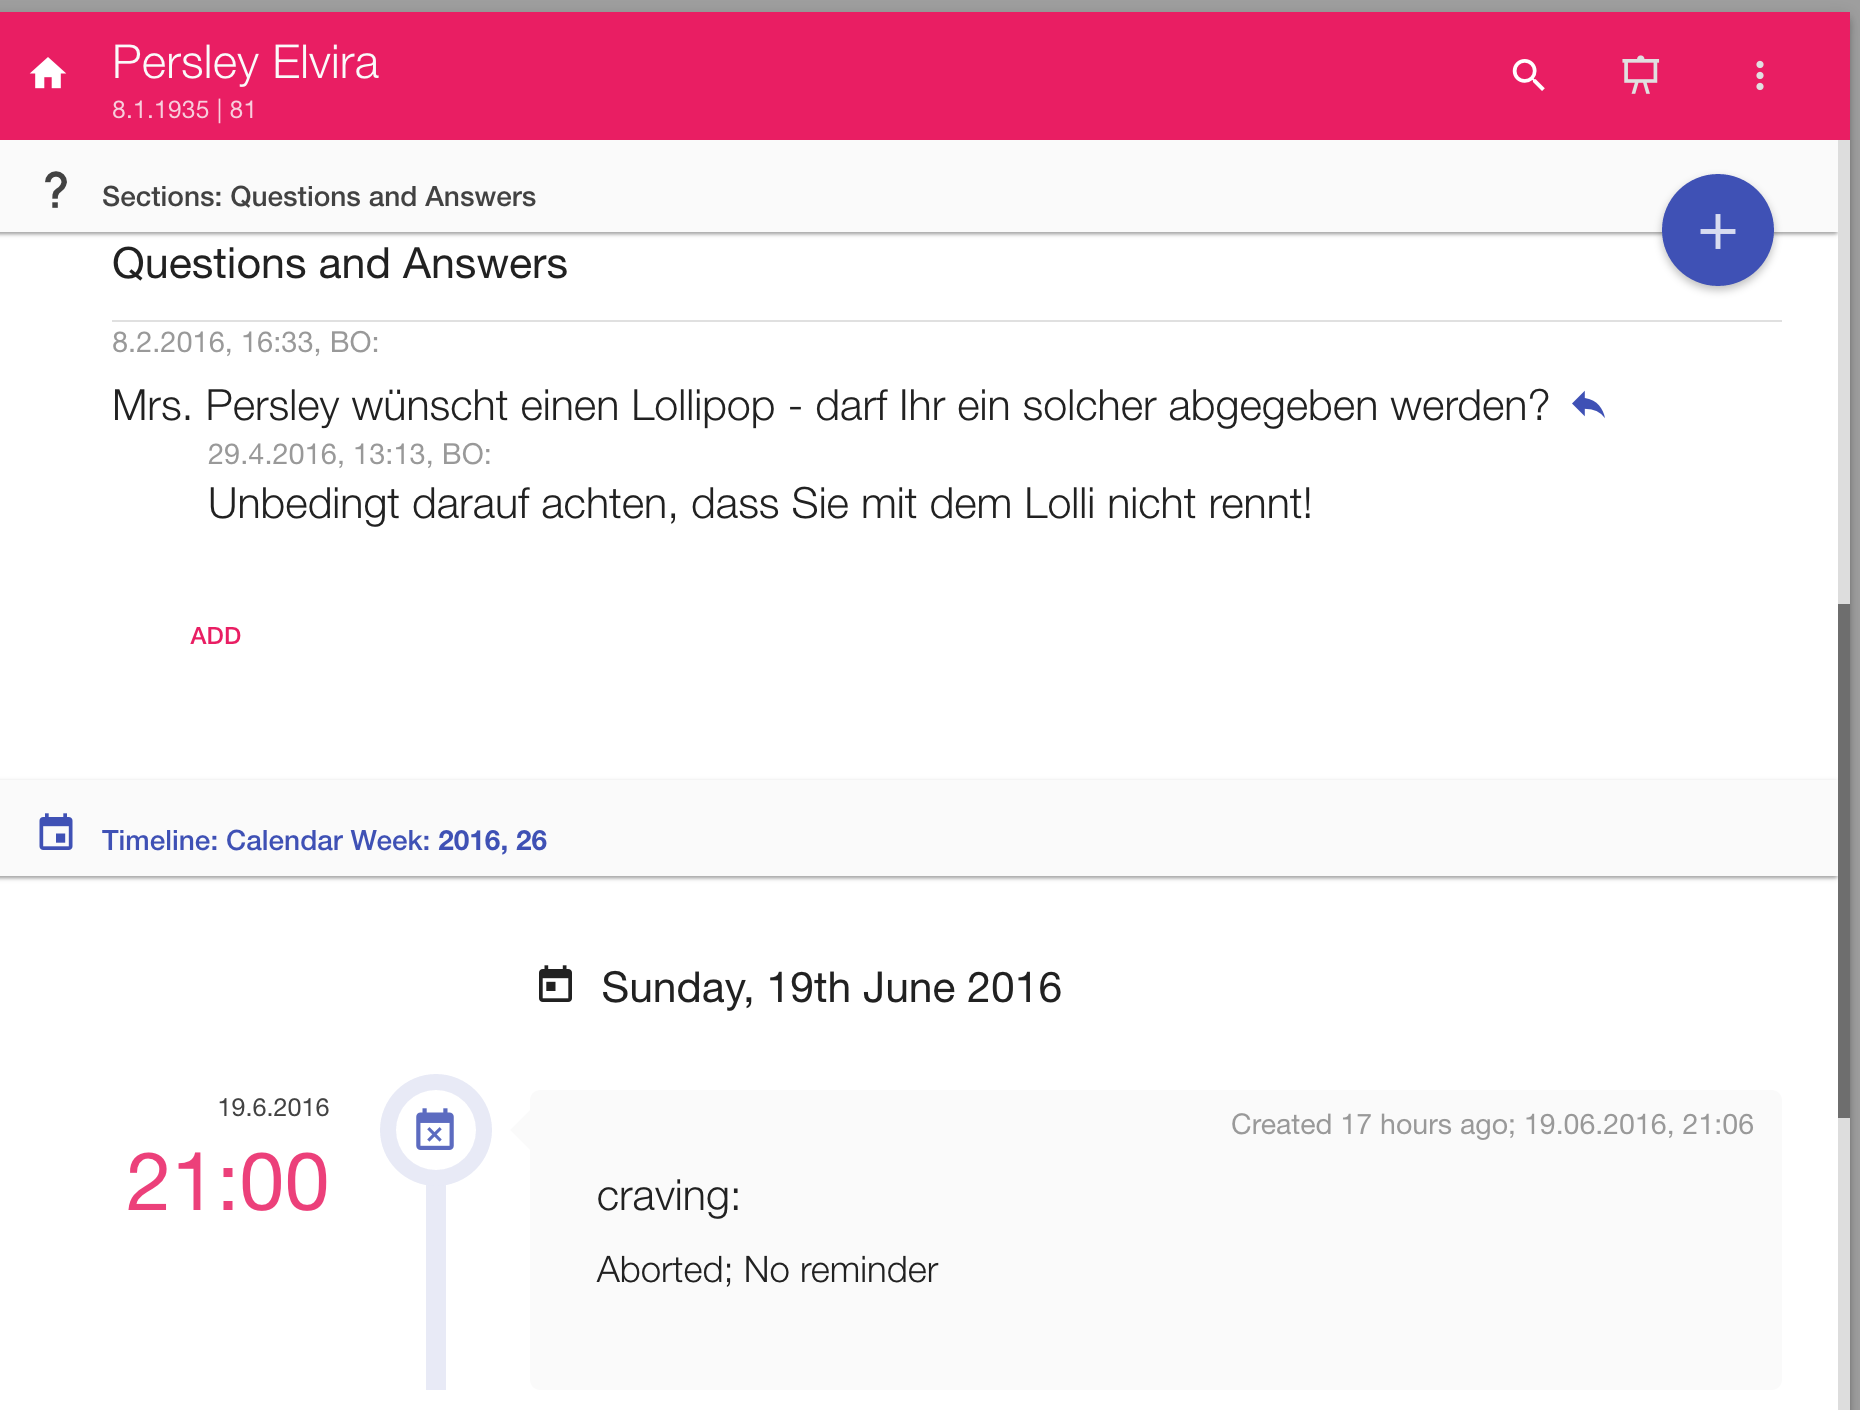 Persley Elvira
8.1.1935 | 81
? Sections: Questions and Answers
Questions and Answers
8.2.2016, 16:33, BO:
Mrs. Persley wünscht einen Lollipop - darf Ihr ein solcher abgegeben werden?
29.4.2016, 13:13, BO:
Unbedingt darauf achten, dass Sie mit dem Lolli nicht rennt!
ADD
Timeline: Calendar Week: 2016, 26
Sunday, 19th June 2016
19.6.2016
21:00
Created 17 hours ago; 19.06.2016, 21:06
craving:
Aborted; No reminder